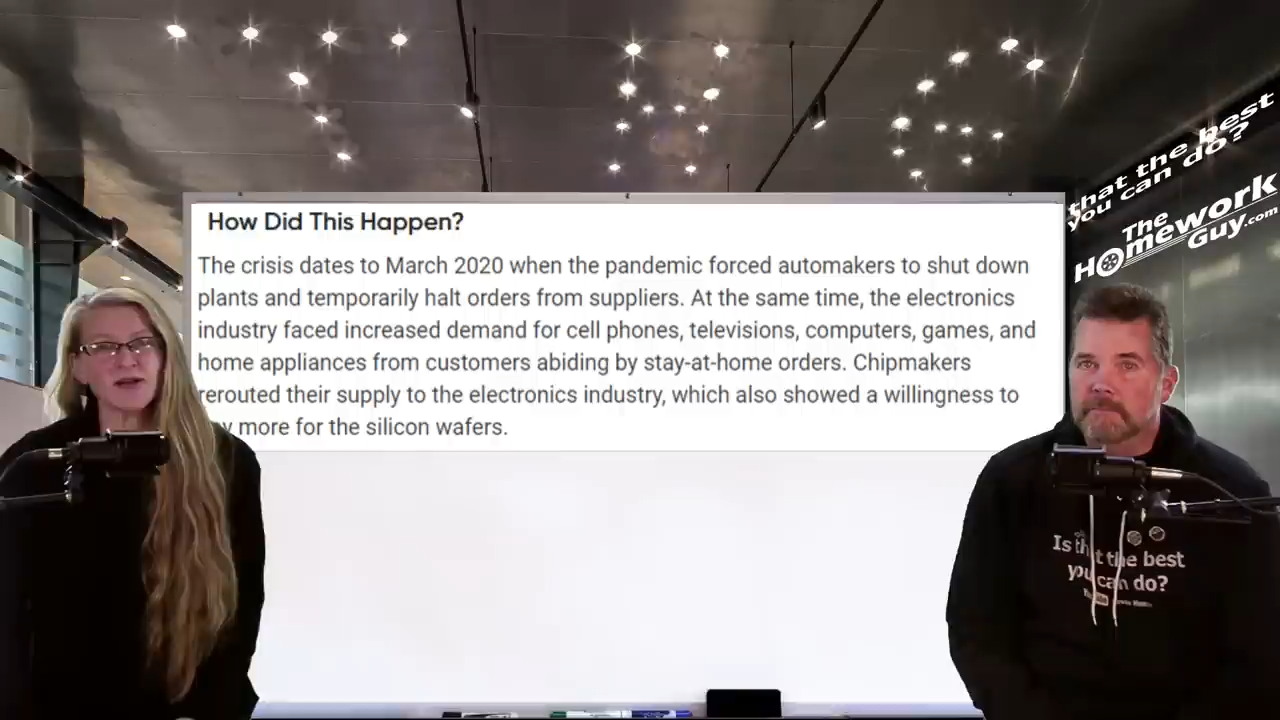 that the best
you can do?
The
Homework
Guy.com
How Did This Happen?
The crisis dates to March 2020 when the pandemic forced automakers to shut down
plants and temporarily halt orders from suppliers. At the same time, the electronics
industry faced increased demand for cell phones, televisions, computers, games, and
home appliances from customers abiding by stay-at-home orders. Chipmakers
rerouted their supply to the electronics industry, which also showed a willingness to
more for the silicon wafers.
Is that the best
you can do?